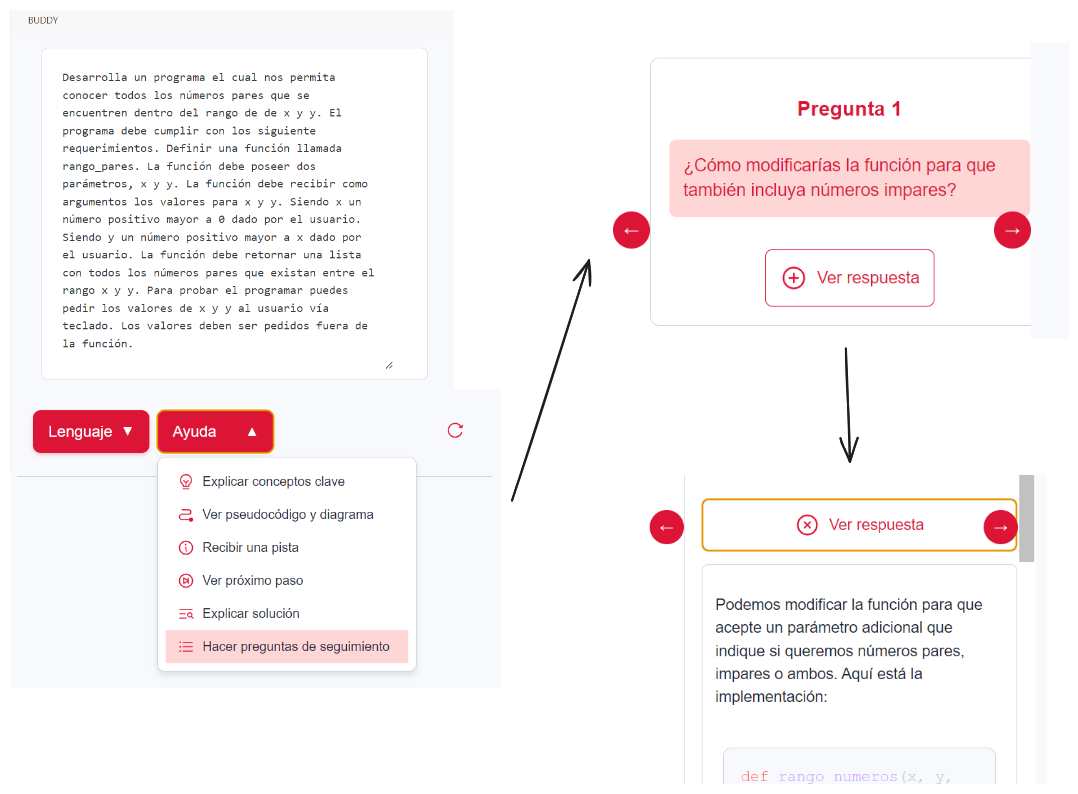 BUDDY
Desarrolla un programa el cual nos permita
conocer todos los números pares que se
encuentren dentro del rango de de x y y. El
programa debe cumplir con los siguiente
requerimientos. Definir una función llamada
rango_pares. La función debe poseer dos
parámetros, x y y. La función debe recibir como
argumentos los valores para x y y. Siendo x un
número positivo mayor a 0 dado por el usuario.
Siendo y un número positivo mayor a x dado por
el usuario. La función debe retornar una lista
con todos los números pares que existan entre el
rango x y y. Para probar el programar puedes
pedir los valores de x y y al usuario vía
teclado. Los valores deben ser pedidos fuera de
la función.
Lenguaje ▼
Ayuda ▲
Explicar conceptos clave
Ver pseudocódigo y diagrama
Recibir una pista
Ver próximo paso
Explicar solución
Hacer preguntas de seguimiento
Pregunta 1
¿Cómo modificarías la función para que
también incluya números impares?
← →
Ver respuesta
← Ver respuesta →
Podemos modificar la función para que
acepte un parámetro adicional que
indique si queremos números pares,
impares o ambos. Aquí está la
implementación:
def rango numeros(x, y,